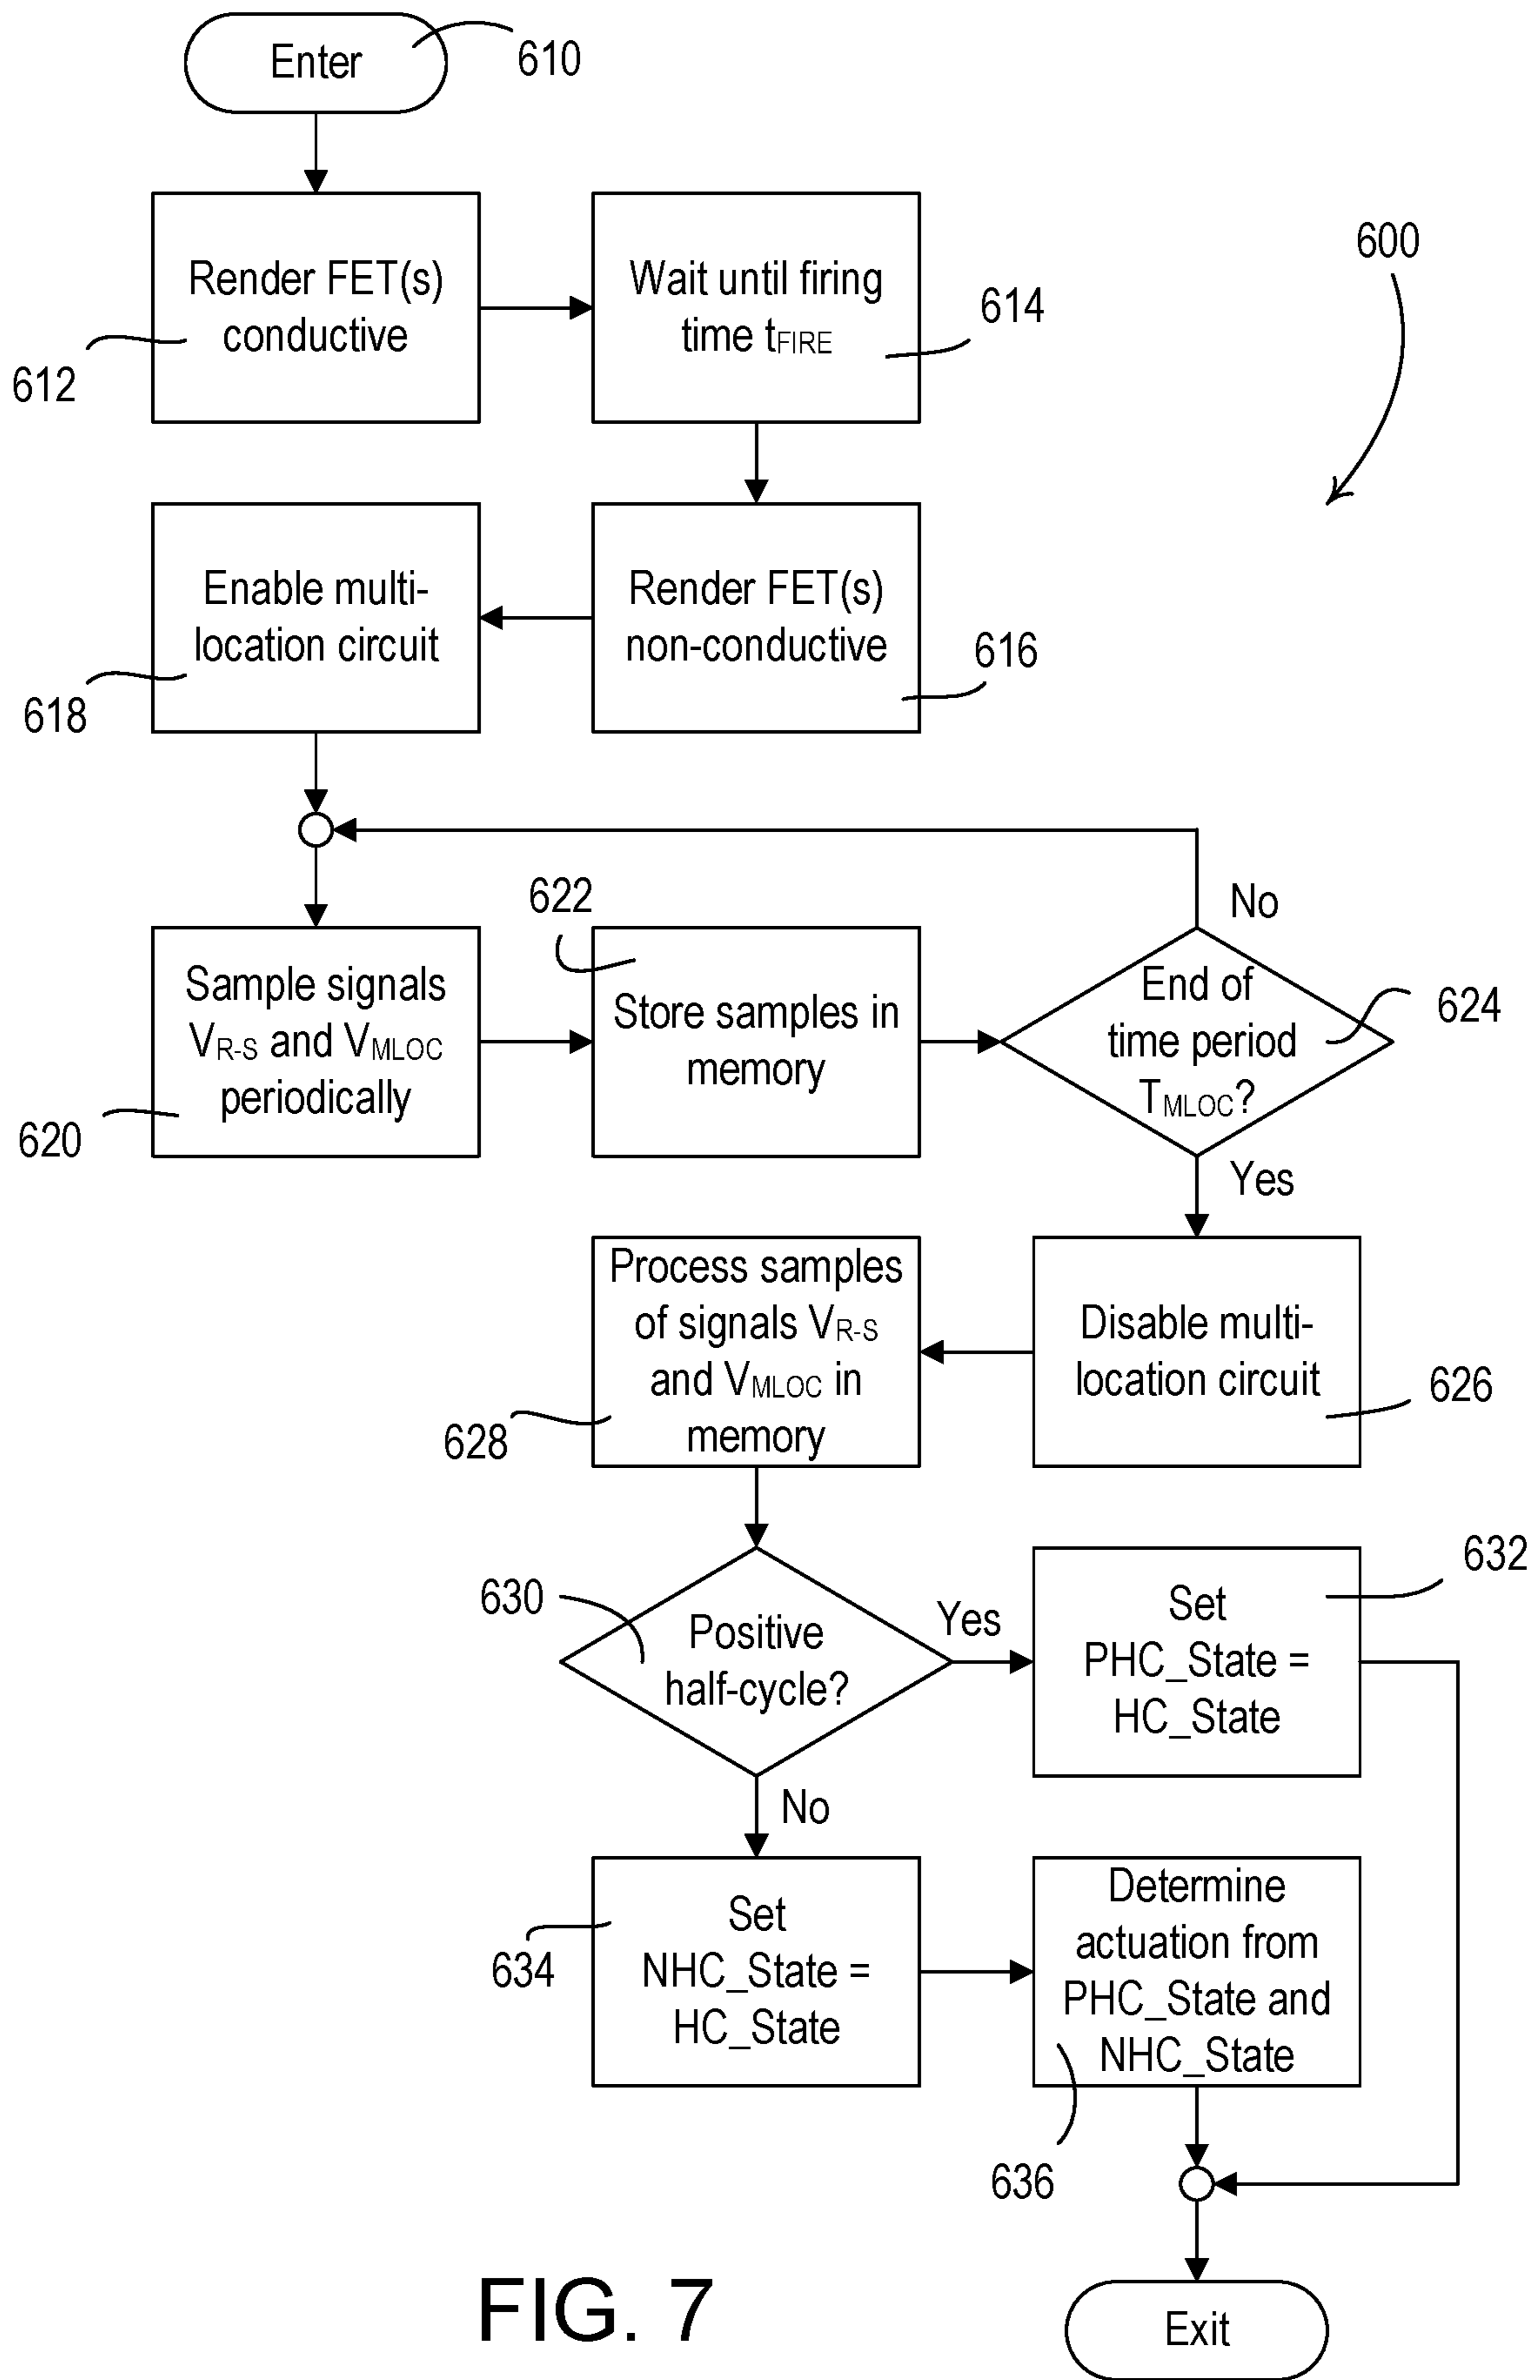 Enter
610
Render FET(s)
conductive
612
Wait until firing
time tFIRE
614
600
Enable multi-
location circuit
618
Render FET(s)
non-conductive
616
Sample signals
VR-S and VMLOC
periodically
620
622
Store samples in
memory
No
End of
time period
TMLOC?
624
Yes
Process samples
of signals VR-S
and VMLOC in
memory
628
Disable multi-
location circuit
626
630
Positive
half-cycle?
Yes
Set
PHC_State =
HC_State
632
No
Set
NHC_State =
HC_State
634
Determine
actuation from
PHC_State and
NHC_State
636
Exit
FIG. 7